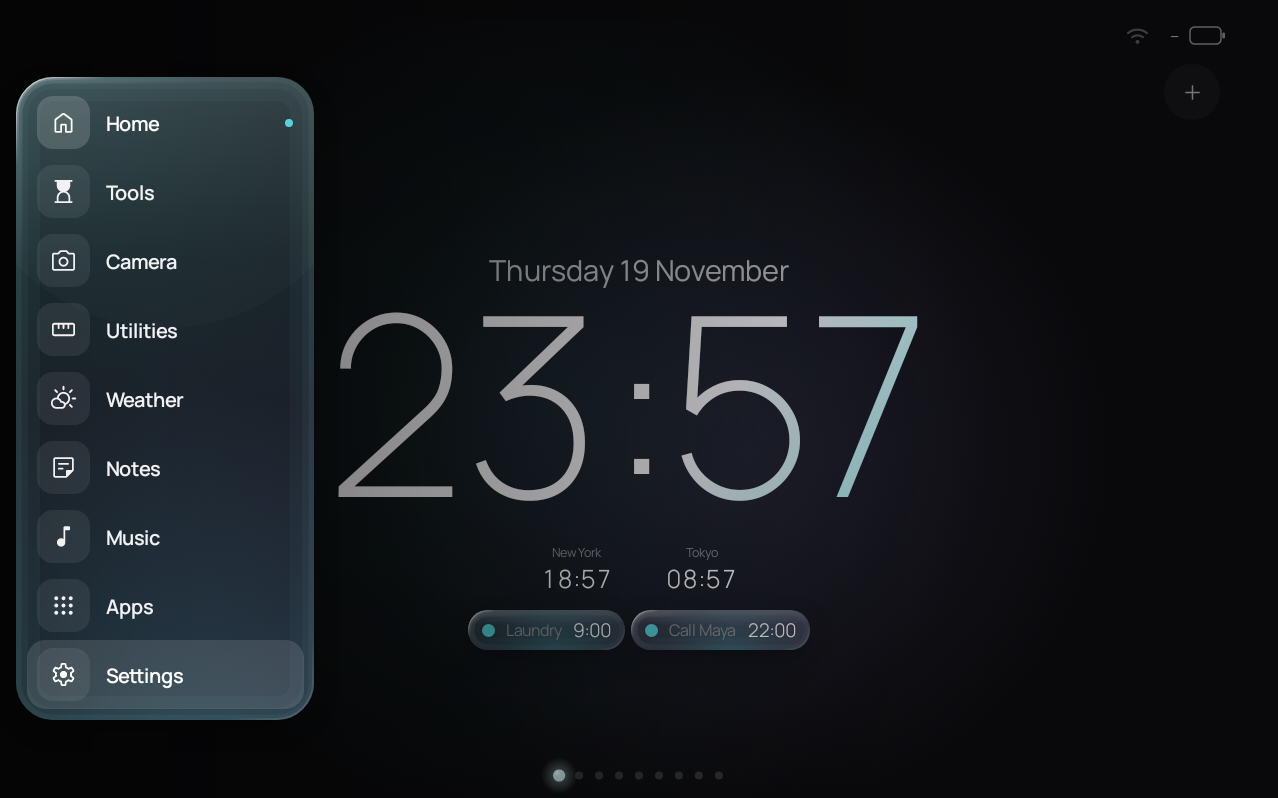 Home
Tools
Camera
Utilities
Weather
Notes
Music
Apps
Settings
–
+
Thursday 19 November
23:57
New York
18:57
Tokyo
08:57
Laundry 9:00
Call Maya 22:00